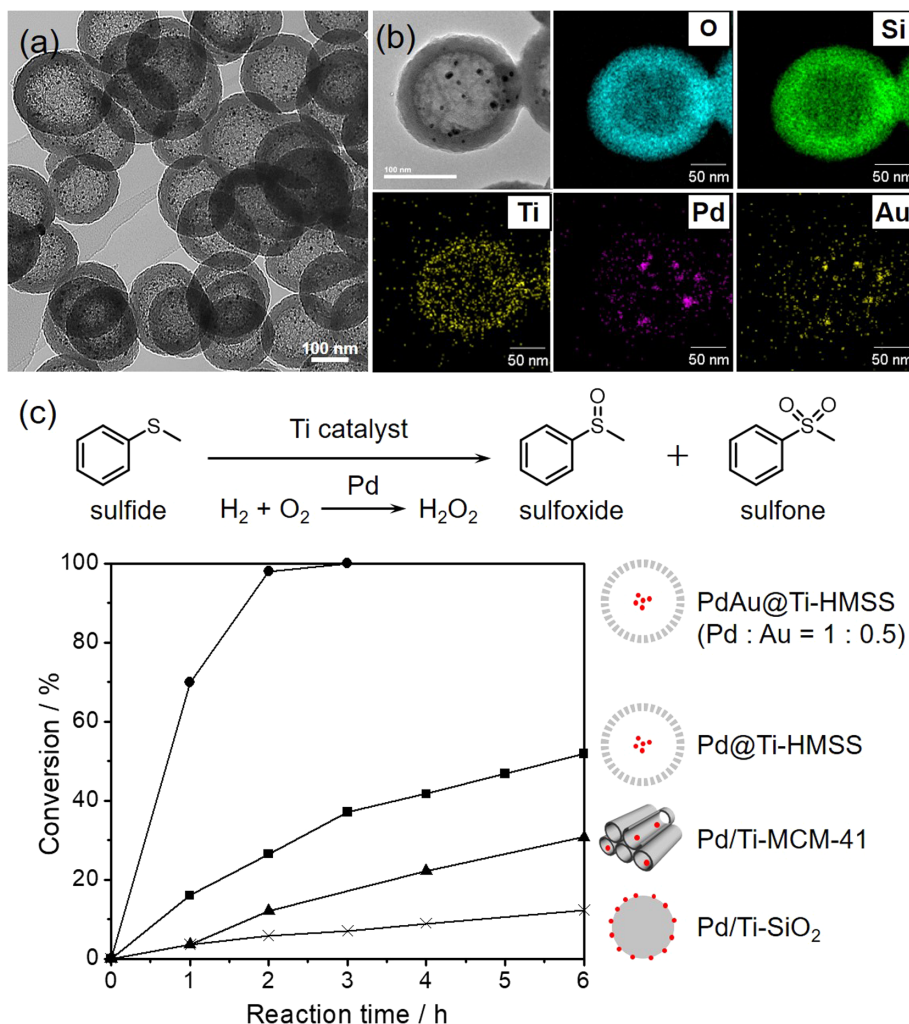 (a)
100 nm
(b)
100 nm
O
50 nm
Si
50 nm
Ti
50 nm
Pd
50 nm
Au
50 nm
(c)
S
sulfide
Ti catalyst
Pd
H₂ + O₂
H₂O₂
O
S
sulfoxide
+
O O
S
sulfone
Conversion / %
100
80
60
40
20
0
0 1 2 3 4 5 6
Reaction time / h
PdAu@Ti-HMSS
(Pd : Au = 1 : 0.5)
Pd@Ti-HMSS
Pd/Ti-MCM-41
Pd/Ti-SiO₂